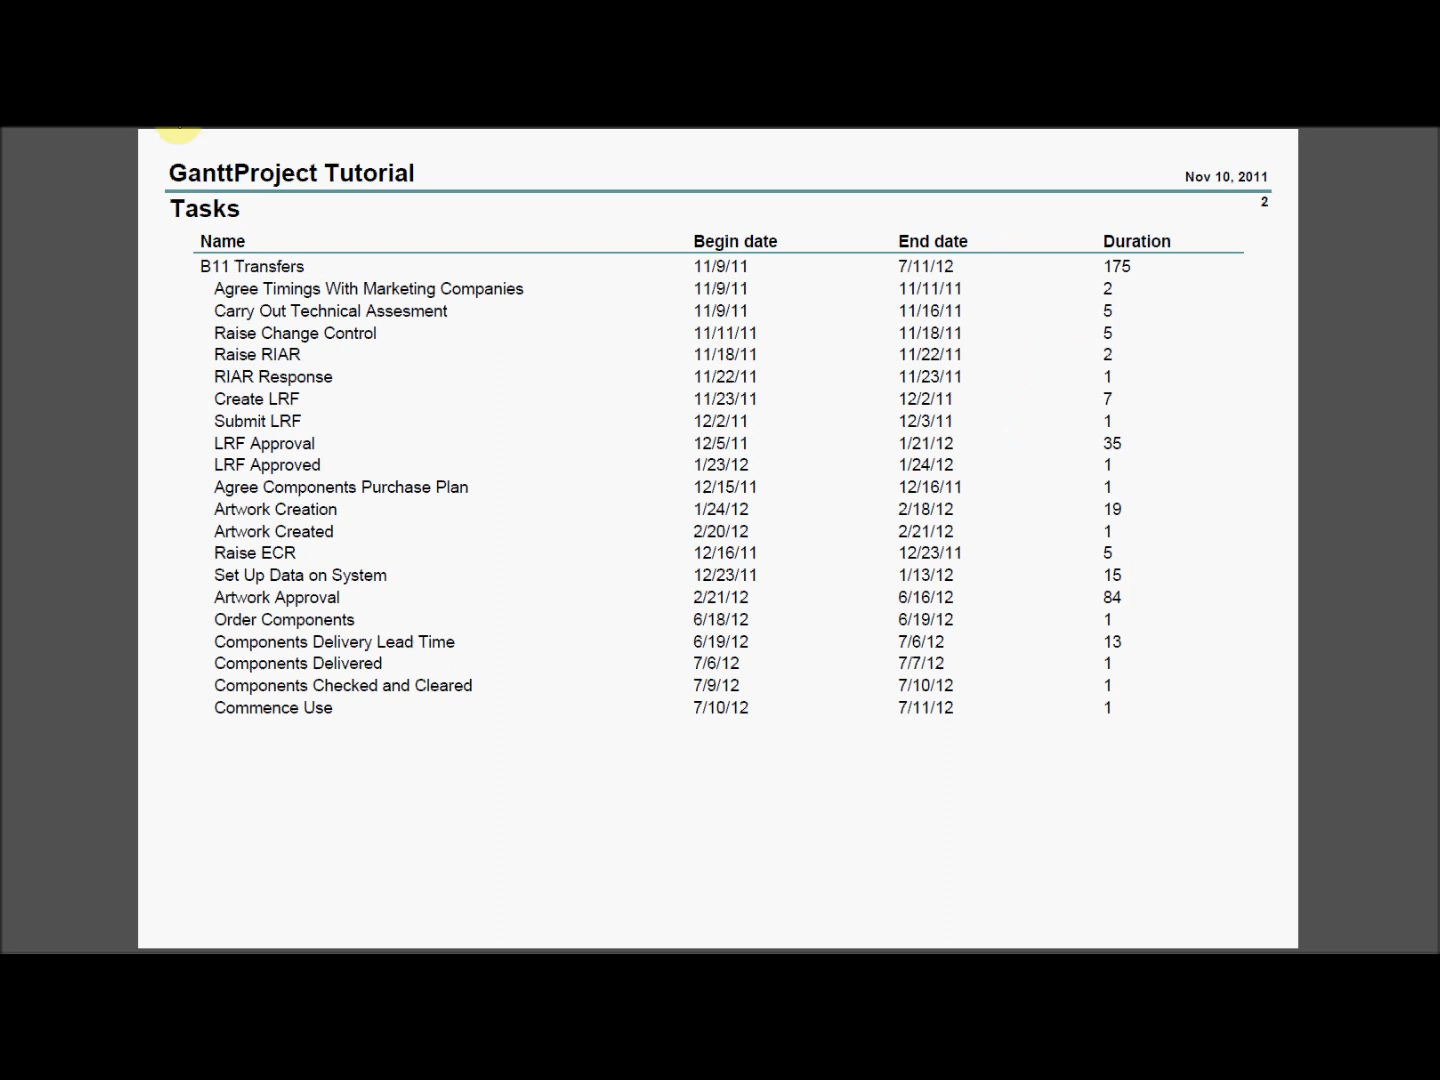 GanttProject Tutorial
Nov 10, 2011
Tasks
2
Name Begin date End date Duration
B11 Transfers 11/9/11 7/11/12 175
Agree Timings With Marketing Companies 11/9/11 11/11/11 2
Carry Out Technical Assesment 11/9/11 11/16/11 5
Raise Change Control 11/11/11 11/18/11 5
Raise RIAR 11/18/11 11/22/11 2
RIAR Response 11/22/11 11/23/11 1
Create LRF 11/23/11 12/2/11 7
Submit LRF 12/2/11 12/3/11 1
LRF Approval 12/5/11 1/21/12 35
LRF Approved 1/23/12 1/24/12 1
Agree Components Purchase Plan 12/15/11 12/16/11 1
Artwork Creation 1/24/12 2/18/12 19
Artwork Created 2/20/12 2/21/12 1
Raise ECR 12/16/11 12/23/11 5
Set Up Data on System 12/23/11 1/13/12 15
Artwork Approval 2/21/12 6/16/12 84
Order Components 6/18/12 6/19/12 1
Components Delivery Lead Time 6/19/12 7/6/12 13
Components Delivered 7/6/12 7/7/12 1
Components Checked and Cleared 7/9/12 7/10/12 1
Commence Use 7/10/12 7/11/12 1